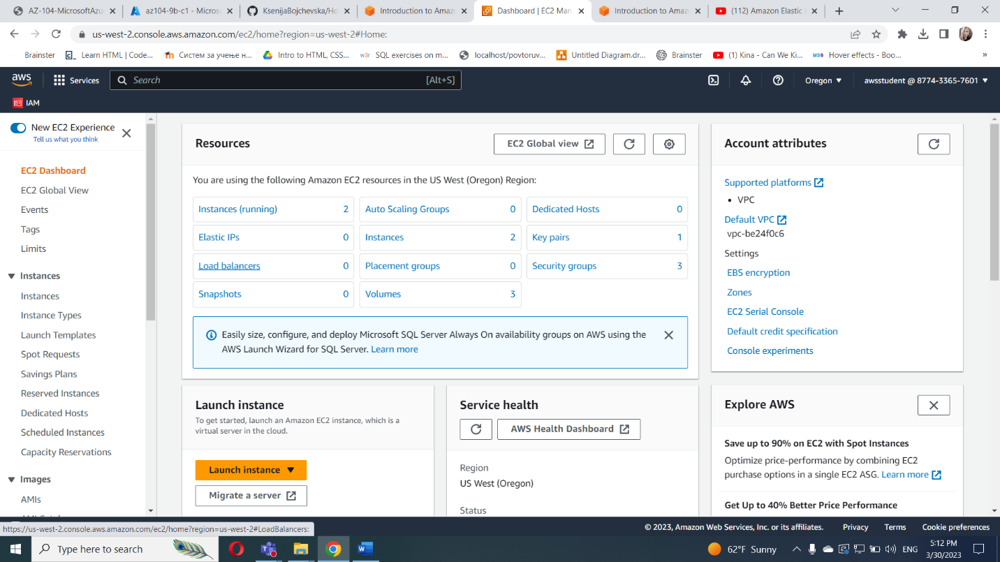 AZ-104-MicrosoftAzu
az104-9b-c1 - Micros
KsenijaBojchevska/Ho
Introduction to Amaz
Dashboard | EC2 Man
Introduction to Amaz
(112) Amazon Elastic
us-west-2.console.aws.amazon.com/ec2/home?region=us-west-2#Home:
Brainster
Learn HTML | Code...
Систем за учење н...
Intro to HTML, CSS...
w3r
SQL exercises on m...
localhost/povtoruv...
Untitled Diagram.dr...
Brainster
(1) Kina - Can We Ki...
MDB
Hover effects - Boo...
»
aws
Services
Search
[Alt+S]
Oregon
awsstudent @ 8774-3365-7601
IAM
New EC2 Experience
Tell us what you think
EC2 Dashboard
EC2 Global View
Events
Tags
Limits
Instances
Instances
Instance Types
Launch Templates
Spot Requests
Savings Plans
Reserved Instances
Dedicated Hosts
Scheduled Instances
Capacity Reservations
Images
AMIs
Resources
EC2 Global view
You are using the following Amazon EC2 resources in the US West (Oregon) Region:
Instances (running) 2
Auto Scaling Groups 0
Dedicated Hosts 0
Elastic IPs 0
Instances 2
Key pairs 1
Load balancers 0
Placement groups 0
Security groups 3
Snapshots 0
Volumes 3
Easily size, configure, and deploy Microsoft SQL Server Always On availability groups on AWS using the
AWS Launch Wizard for SQL Server. Learn more
Launch instance
To get started, launch an Amazon EC2 instance, which is a
virtual server in the cloud.
Launch instance
Migrate a server
Service health
AWS Health Dashboard
Region
US West (Oregon)
Status
Account attributes
Supported platforms
• VPC
Default VPC
vpc-be24f0c6
Settings
EBS encryption
Zones
EC2 Serial Console
Default credit specification
Console experiments
Explore AWS
Save up to 90% on EC2 with Spot Instances
Optimize price-performance by combining EC2
purchase options in a single EC2 ASG. Learn more
Get Up to 40% Better Price Performance
https://us-west-2.console.aws.amazon.com/ec2/home?region=us-west-2#LoadBalancers:
© 2023, Amazon Web Services, Inc. or its affiliates.
Privacy
Terms
Cookie preferences
Type here to search
62°F Sunny
ENG
5:12 PM
3/30/2023